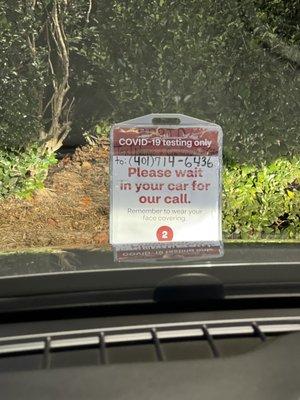 COVID-19 testing only
to: (401)714-6436
Please wait
in your car for
our call.
Remember to wear your
face covering.
2